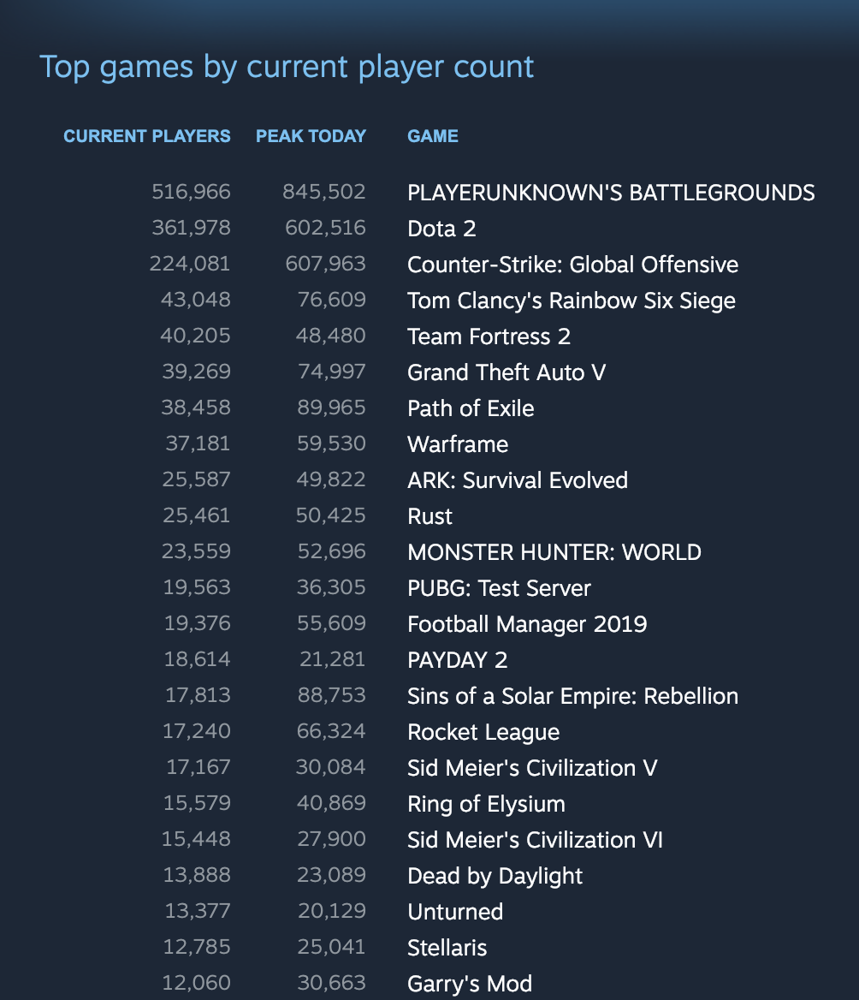 Top games by current player count
CURRENT PLAYERS PEAK TODAY GAME
516,966 845,502 PLAYERUNKNOWN'S BATTLEGROUNDS
361,978 602,516 Dota 2
224,081 607,963 Counter-Strike: Global Offensive
43,048 76,609 Tom Clancy's Rainbow Six Siege
40,205 48,480 Team Fortress 2
39,269 74,997 Grand Theft Auto V
38,458 89,965 Path of Exile
37,181 59,530 Warframe
25,587 49,822 ARK: Survival Evolved
25,461 50,425 Rust
23,559 52,696 MONSTER HUNTER: WORLD
19,563 36,305 PUBG: Test Server
19,376 55,609 Football Manager 2019
18,614 21,281 PAYDAY 2
17,813 88,753 Sins of a Solar Empire: Rebellion
17,240 66,324 Rocket League
17,167 30,084 Sid Meier's Civilization V
15,579 40,869 Ring of Elysium
15,448 27,900 Sid Meier's Civilization VI
13,888 23,089 Dead by Daylight
13,377 20,129 Unturned
12,785 25,041 Stellaris
12,060 30,663 Garry's Mod